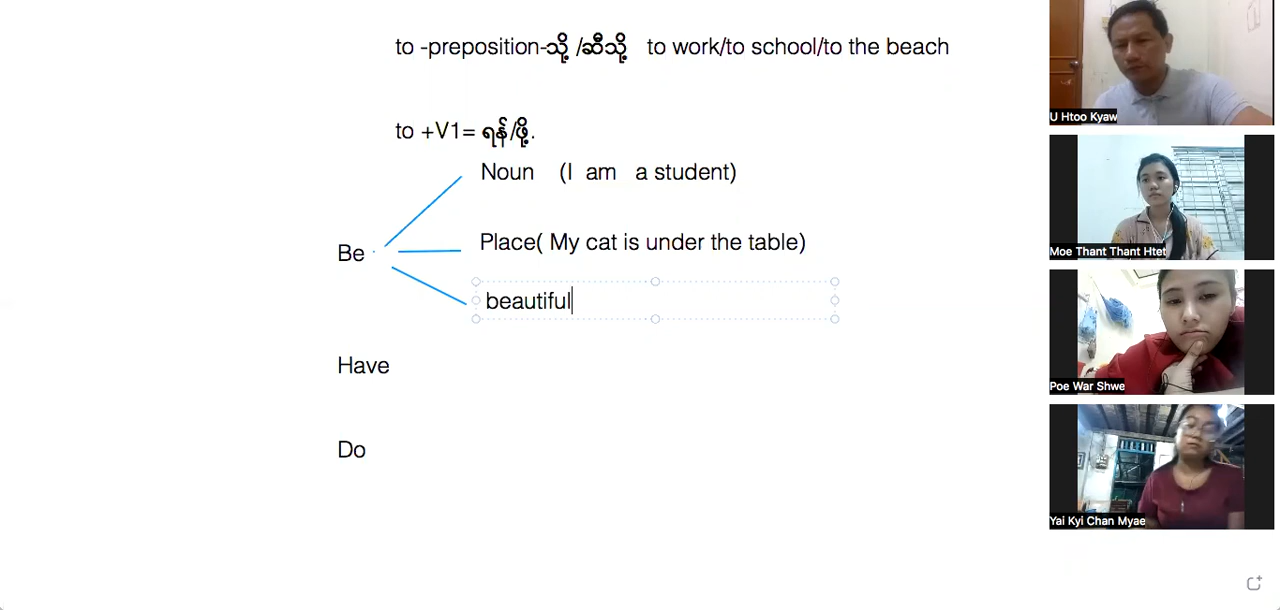 to -preposition-သို့ /ဆီသို့ to work/to school/to the beach
to +V1= ရန်/ဖို့.
Noun (I am a student)
Be
Place( My cat is under the table)
beautiful
Have
Do
U Htoo Kyaw
Moe Thant Thant Htet
Poe War Shwe
Yai Kyi Chan Myae